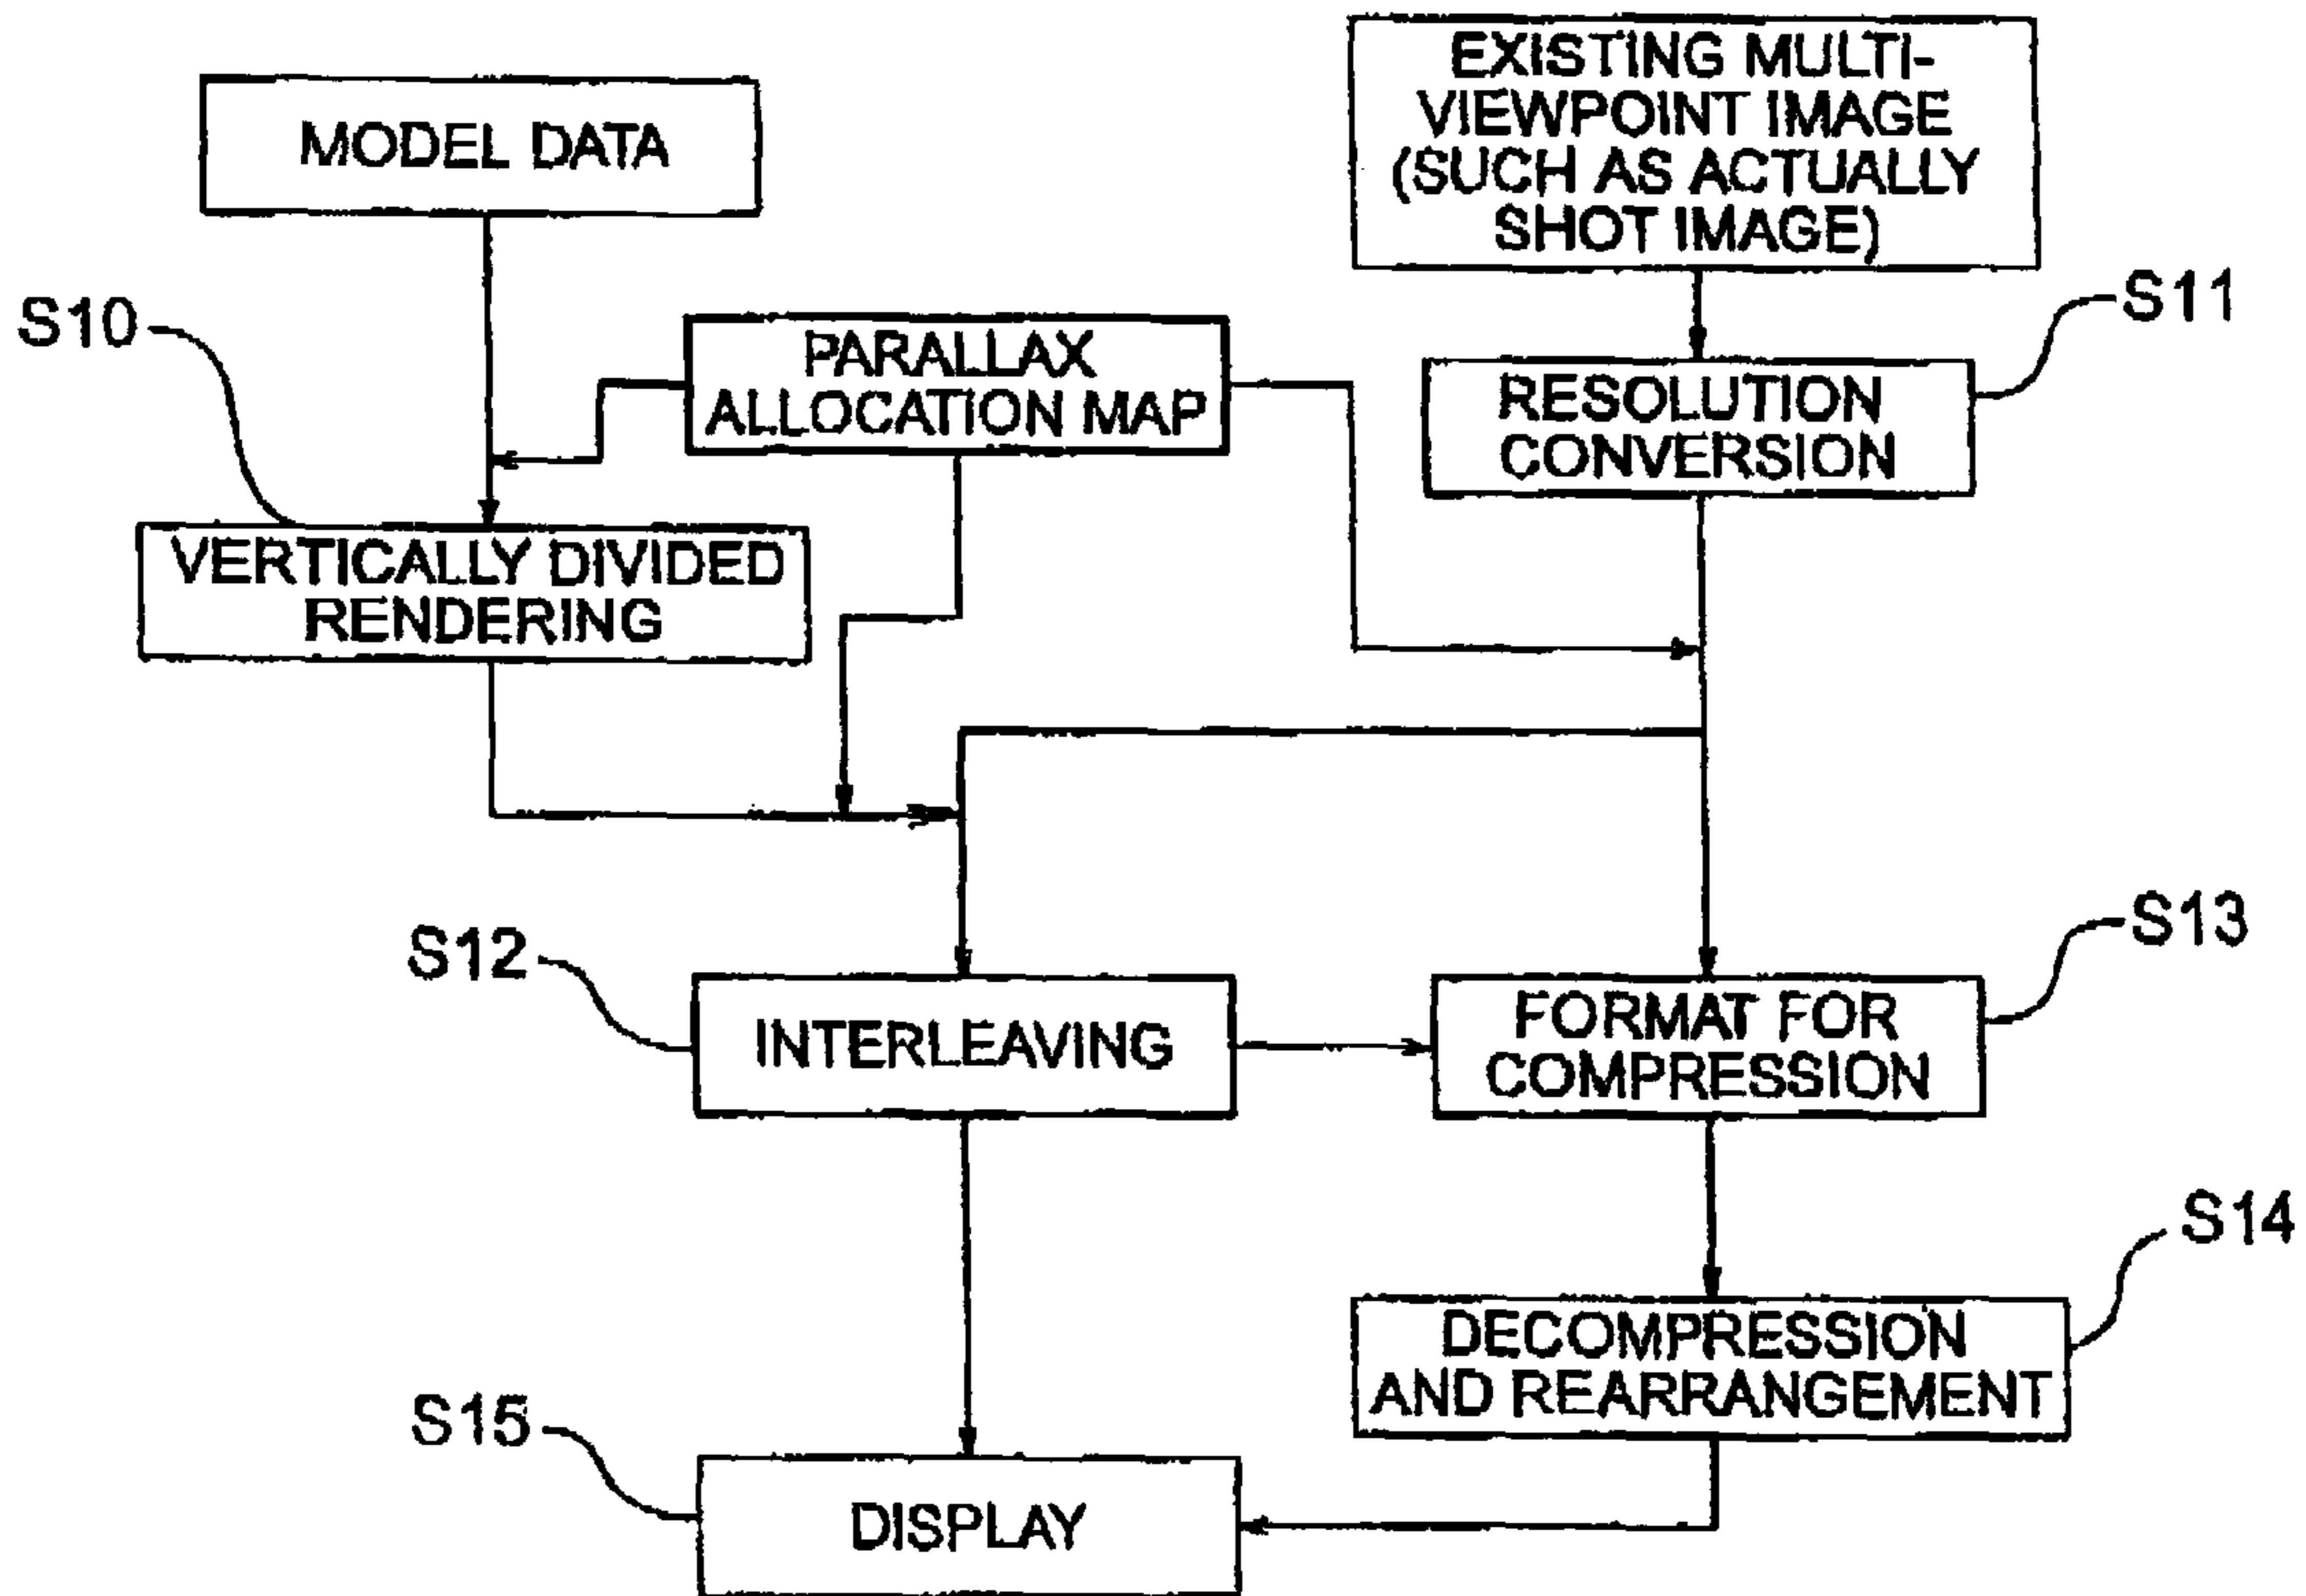 MODEL DATA
EXISTING MULTI-
VIEWPOINT IMAGE
(SUCH AS ACTUALLY
SHOT IMAGE)
S10
PARALLAX
ALLOCATION MAP
S11
RESOLUTION
CONVERSION
VERTICALLY DIVIDED
RENDERING
S12
INTERLEAVING
S13
FORMAT FOR
COMPRESSION
S14
DECOMPRESSION
AND REARRANGEMENT
S15
DISPLAY